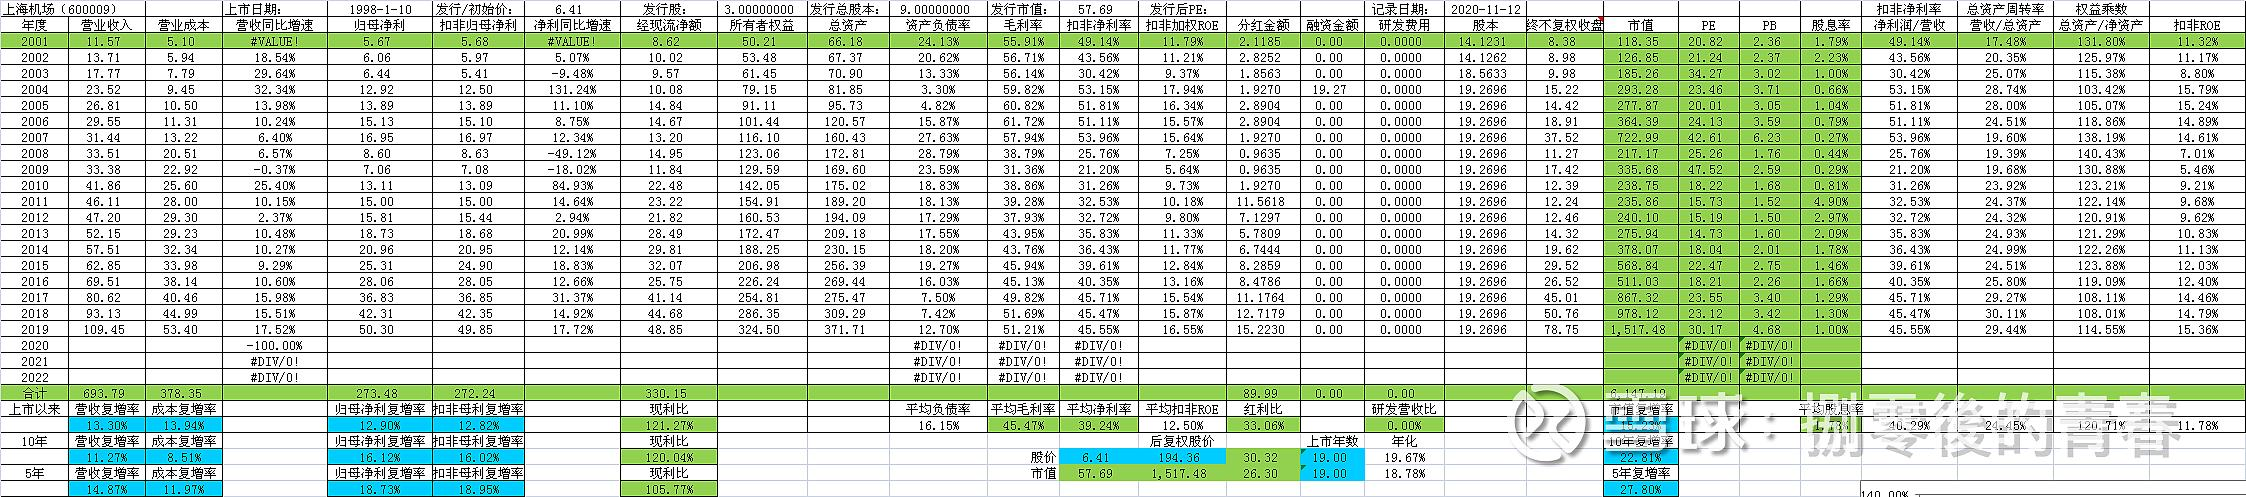 上海机场(600009) 上市日期: 1998-1-10 发行/初始价: 6.41 发行股: 3.00000000 发行总股本: 9.00000000 发行市值: 57.69 发行后PE: 记录日期: 2020-11-12 扣非净利率 总资产周转率 权益乘数
年度 营业收入 营业成本 营收同比增速 归母净利 扣非归母净利 净利同比增速 经现流净额 所有者权益 总资产 资产负债率 毛利率 扣非净利率 扣非加权ROE 分红金额 融资金额 研发费用 股本 终不复权收盘 市值 PE PB 股息率 净利润/营收 营收/总资产 总资产/净资产 扣非ROE
2001 11.57 5.10 #VALUE! 5.67 5.68 #VALUE! 8.62 50.21 66.18 24.13% 55.91% 49.14% 11.79% 2.1185 0.00 0.0000 14.1231 8.38 118.35 20.82 2.36 1.79% 49.14% 17.48% 131.80% 11.32%
2002 13.71 5.94 18.54% 6.06 5.97 5.07% 10.02 53.48 67.37 20.62% 56.71% 43.56% 11.21% 2.8252 0.00 0.0000 14.1262 8.98 126.85 21.24 2.37 2.23% 43.56% 20.35% 125.97% 11.17%
2003 17.77 7.79 29.64% 6.44 5.41 -9.48% 9.57 61.45 70.90 13.33% 56.14% 30.42% 9.37% 1.8563 0.00 0.0000 18.5633 9.98 185.26 34.27 3.02 1.00% 30.42% 25.07% 115.38% 8.80%
2004 23.52 9.45 32.34% 12.92 12.50 131.24% 10.08 79.15 81.85 3.30% 59.82% 53.15% 17.94% 1.9270 19.27 0.0000 19.2696 15.22 293.28 23.46 3.71 0.66% 53.15% 28.74% 103.42% 15.79%
2005 26.81 10.50 13.98% 13.89 13.89 11.10% 14.84 91.11 95.73 4.82% 60.82% 51.81% 16.34% 2.8904 0.00 0.0000 19.2696 14.42 277.87 20.01 3.05 1.04% 51.81% 28.00% 105.07% 15.24%
2006 29.55 11.31 10.24% 15.13 15.10 8.75% 14.67 101.44 120.57 15.87% 61.72% 51.11% 15.57% 2.8904 0.00 0.0000 19.2696 18.91 364.39 24.13 3.59 0.79% 51.11% 24.51% 118.86% 14.89%
2007 31.44 13.22 6.40% 16.95 16.97 12.34% 13.20 116.10 160.43 27.63% 57.94% 53.96% 15.64% 1.9270 0.00 0.0000 19.2696 37.52 722.99 42.61 6.23 0.27% 53.96% 19.60% 138.19% 14.61%
2008 33.51 20.51 6.57% 8.60 8.63 -49.12% 14.95 123.06 172.81 28.79% 38.79% 25.76% 7.25% 0.9635 0.00 0.0000 19.2696 11.27 217.17 25.26 1.76 0.44% 25.76% 19.39% 140.43% 7.01%
2009 33.38 22.92 -0.37% 7.06 7.08 -18.02% 11.84 129.59 169.60 23.59% 31.36% 21.20% 5.64% 0.9635 0.00 0.0000 19.2696 17.42 335.68 47.52 2.59 0.29% 21.20% 19.68% 130.88% 5.46%
2010 41.86 25.60 25.40% 13.11 13.09 84.93% 22.48 142.05 175.02 18.83% 38.86% 31.26% 9.73% 1.9270 0.00 0.0000 19.2696 12.39 238.75 18.22 1.68 0.81% 31.26% 23.92% 123.21% 9.21%
2011 46.11 28.00 10.15% 15.00 15.00 14.64% 23.22 154.91 189.20 18.13% 39.28% 32.53% 10.18% 11.5618 0.00 0.0000 19.2696 12.24 235.86 15.73 1.52 4.90% 32.53% 24.37% 122.14% 9.68%
2012 47.20 29.30 2.37% 15.81 15.44 2.94% 21.82 160.53 194.09 17.29% 37.93% 32.72% 9.80% 7.1297 0.00 0.0000 19.2696 12.46 240.10 15.19 1.50 2.97% 32.72% 24.32% 120.91% 9.62%
2013 52.15 29.23 10.48% 18.73 18.68 20.99% 28.49 172.47 209.18 17.55% 43.95% 35.83% 11.33% 5.7809 0.00 0.0000 19.2696 14.32 275.94 14.73 1.60 2.09% 35.83% 24.93% 121.29% 10.83%
2014 57.51 32.34 10.27% 20.96 20.95 12.14% 29.81 188.25 230.15 18.20% 43.76% 36.43% 11.77% 6.7444 0.00 0.0000 19.2696 19.62 378.07 18.04 2.01 1.78% 36.43% 24.99% 122.26% 11.13%
2015 62.85 33.98 9.29% 25.31 24.90 18.83% 32.07 206.98 256.39 19.27% 45.94% 39.61% 12.84% 8.2859 0.00 0.0000 19.2696 29.52 568.84 22.47 2.75 1.46% 39.61% 24.51% 123.88% 12.03%
2016 69.51 38.14 10.60% 28.06 28.05 12.66% 25.75 226.24 269.44 16.03% 45.13% 40.35% 13.16% 8.4786 0.00 0.0000 19.2696 26.52 511.03 18.21 2.26 1.66% 40.35% 25.80% 119.09% 12.40%
2017 80.62 40.46 15.98% 36.83 36.85 31.37% 41.14 254.81 275.47 7.50% 49.82% 45.71% 15.54% 11.1764 0.00 0.0000 19.2696 45.01 867.32 23.55 3.40 1.29% 45.71% 29.27% 108.11% 14.46%
2018 93.13 44.99 15.51% 42.31 42.35 14.92% 44.68 286.35 309.29 7.42% 51.69% 45.47% 15.87% 12.7179 0.00 0.0000 19.2696 50.76 978.12 23.12 3.42 1.30% 45.47% 30.11% 108.01% 14.79%
2019 109.45 53.40 17.52% 50.30 49.85 17.72% 48.85 324.50 371.71 12.70% 51.21% 45.55% 16.55% 15.2230 0.00 0.0000 19.2696 78.75 1,517.48 30.17 4.68 1.00% 45.55% 29.44% 114.55% 15.36%
2020 -100.00% #DIV/0! #DIV/0! #DIV/0! #DIV/0! #DIV/0!
2021 #DIV/0! #DIV/0! #DIV/0! #DIV/0! #DIV/0! #DIV/0!
2022 #DIV/0! #DIV/0! #DIV/0! #DIV/0! #DIV/0! #DIV/0!
合计 693.79 378.35 273.48 272.24 330.15 89.99 0.00 0.00
上市以来 营收复增率 成本复增率 归母净利复增率 扣非母利复增率 现利比 平均负债率 平均毛利率 平均净利率 平均扣非ROE 红利比 研发营收比 市值复增率 平均股息率
13.30% 13.94% 12.90% 12.82% 121.27% 16.15% 45.47% 39.24% 12.50% 33.06% 0.00% 40.29% 24.45% 120.71% 11.78%
10年 营收复增率 成本复增率 归母净利复增率 扣非母利复增率 现利比 后复权股价 上市年数 年化 10年复增率
11.27% 8.51% 16.12% 16.02% 120.04% 股价 6.41 194.36 30.32 19.00 19.67% 22.81%
5年 营收复增率 成本复增率 归母净利复增率 扣非母利复增率 现利比 市值 57.69 1,517.48 26.30 19.00 18.78% 5年复增率
14.87% 11.97% 18.73% 18.95% 105.77% 27.80% 140.00%
雪球: 捌零後的青春